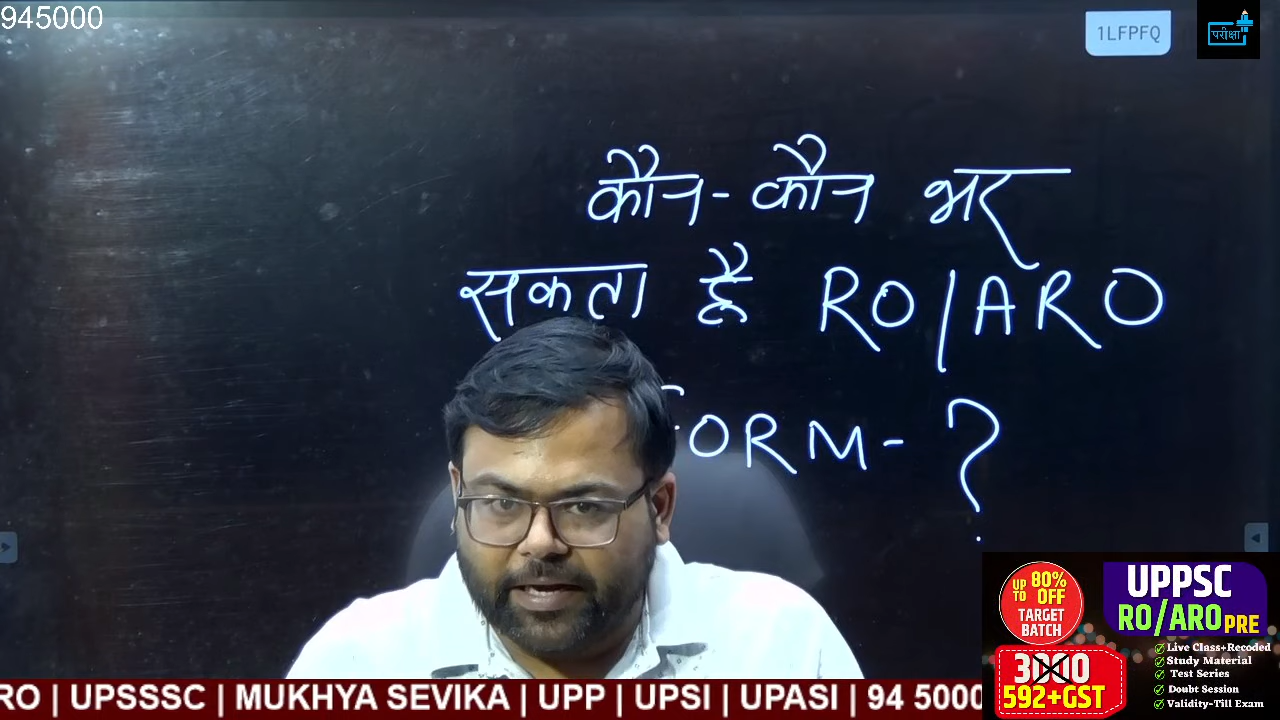 945000
1LFPFQ
परीक्षा
कौन-कौन भर
सकता है RO/ARO
FORM- ?
UP TO 80% OFF
TARGET
BATCH
UPPSC
RO/ARO PRE
592+GST
Live Class+Recoded
Study Material
Test Series
Doubt Session
Validity-Till Exam
RO | UPSSSC | MUKHYA SEVIKA | UPP | UPSI | UPASI | 94 5000